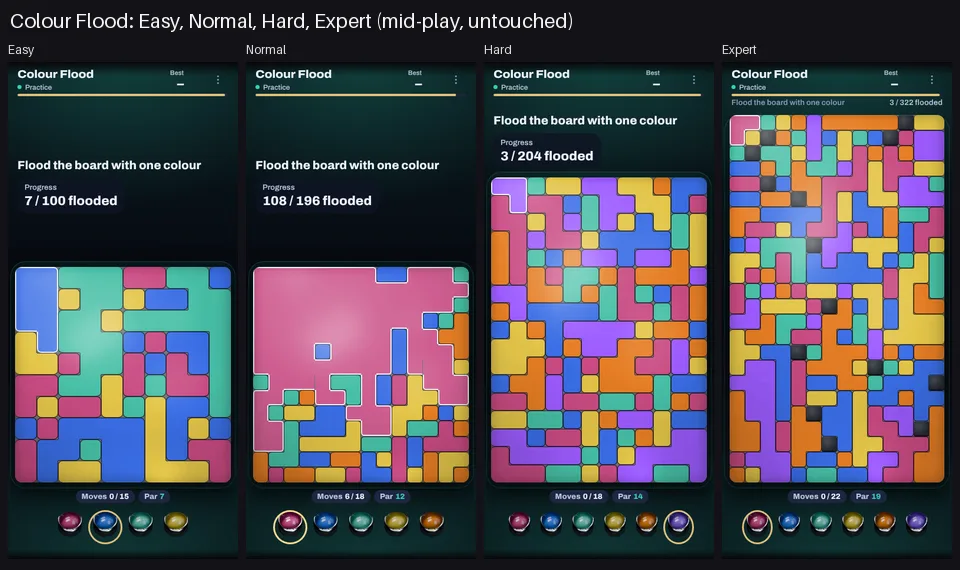 Colour Flood: Easy, Normal, Hard, Expert (mid-play, untouched)
Easy
Colour Flood
Practice
Best
–
Flood the board with one colour
Progress
7 / 100 flooded
Moves 0 / 15
Par 7
Normal
Colour Flood
Practice
Best
–
Flood the board with one colour
Progress
108 / 196 flooded
Moves 6 / 18
Par 12
Hard
Colour Flood
Practice
Best
–
Flood the board with one colour
Progress
3 / 204 flooded
Moves 0 / 18
Par 14
Expert
Colour Flood
Practice
Best
–
Flood the board with one colour
3 / 322 flooded
Moves 0 / 22
Par 19